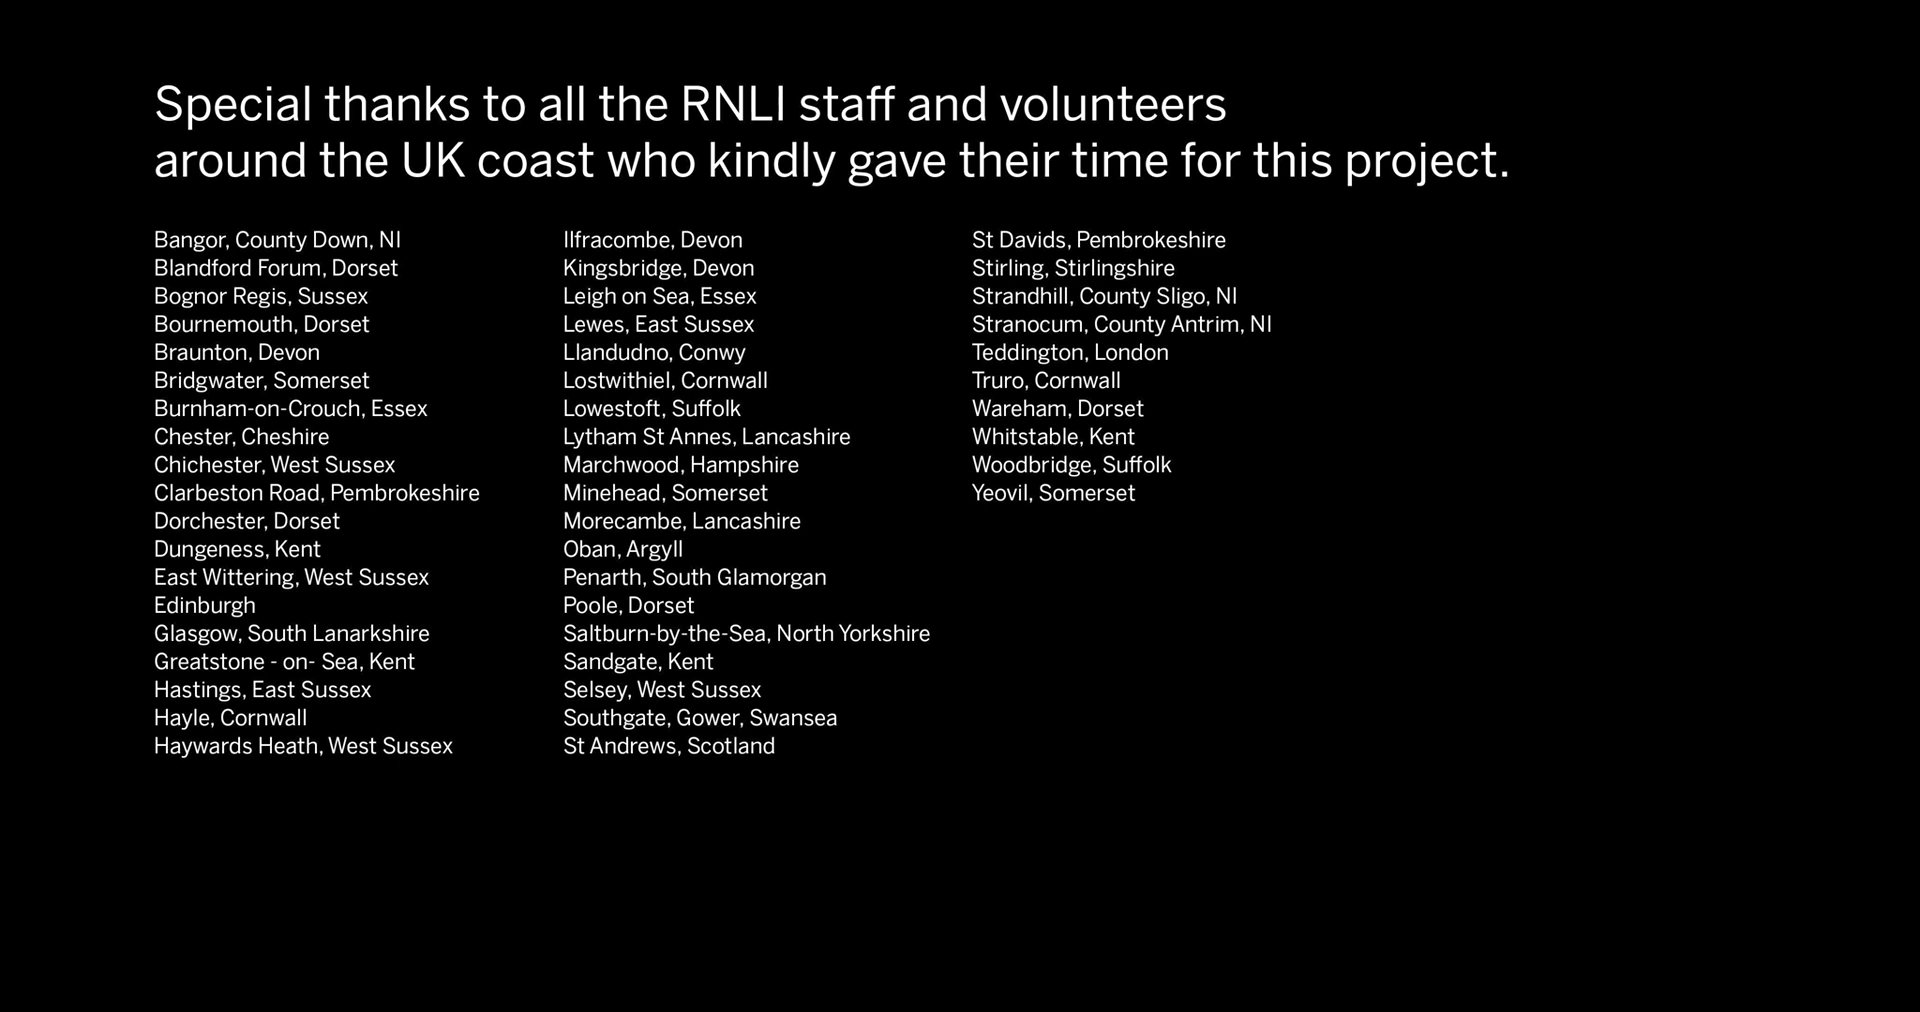 Special thanks to all the RNLI staff and volunteers
around the UK coast who kindly gave their time for this project.
Bangor, County Down, NI
Blandford Forum, Dorset
Bognor Regis, Sussex
Bournemouth, Dorset
Braunton, Devon
Bridgwater, Somerset
Burnham-on-Crouch, Essex
Chester, Cheshire
Chichester, West Sussex
Clarbeston Road, Pembrokeshire
Dorchester, Dorset
Dungeness, Kent
East Wittering, West Sussex
Edinburgh
Glasgow, South Lanarkshire
Greatstone - on- Sea, Kent
Hastings, East Sussex
Hayle, Cornwall
Haywards Heath, West Sussex
Ilfracombe, Devon
Kingsbridge, Devon
Leigh on Sea, Essex
Lewes, East Sussex
Llandudno, Conwy
Lostwithiel, Cornwall
Lowestoft, Suffolk
Lytham St Annes, Lancashire
Marchwood, Hampshire
Minehead, Somerset
Morecambe, Lancashire
Oban, Argyll
Penarth, South Glamorgan
Poole, Dorset
Saltburn-by-the-Sea, North Yorkshire
Sandgate, Kent
Selsey, West Sussex
Southgate, Gower, Swansea
St Andrews, Scotland
St Davids, Pembrokeshire
Stirling, Stirlingshire
Strandhill, County Sligo, NI
Stranocum, County Antrim, NI
Teddington, London
Truro, Cornwall
Wareham, Dorset
Whitstable, Kent
Woodbridge, Suffolk
Yeovil, Somerset